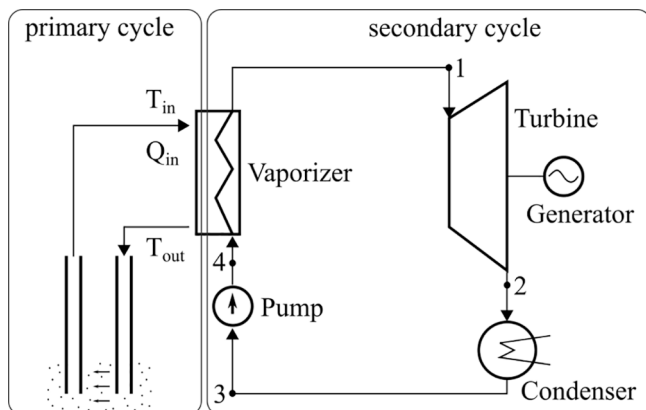 primary cycle
secondary cycle
1
T_in
Q_in
Vaporizer
Turbine
Generator
T_out
4
2
Pump
3
Condenser